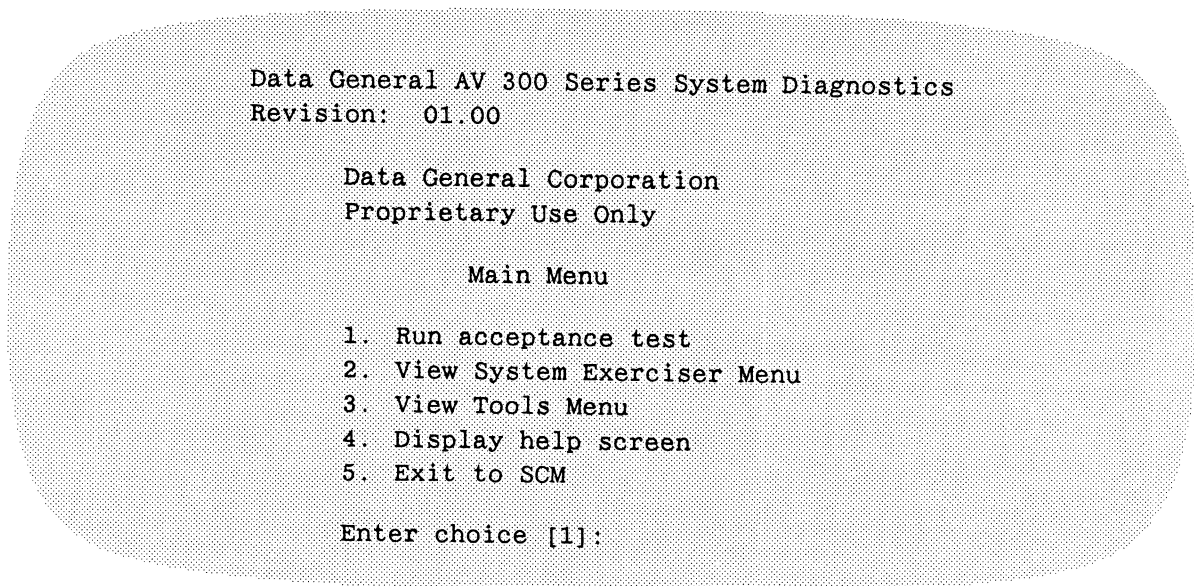 Data General AV 300 Series System Diagnostics
Revision: 01.00
Data General Corporation
Proprietary Use Only
Main Menu
1. Run acceptance test
2. View System Exerciser Menu
3. View Tools Menu
4. Display help screen
5. Exit to SCM
Enter choice [1]: